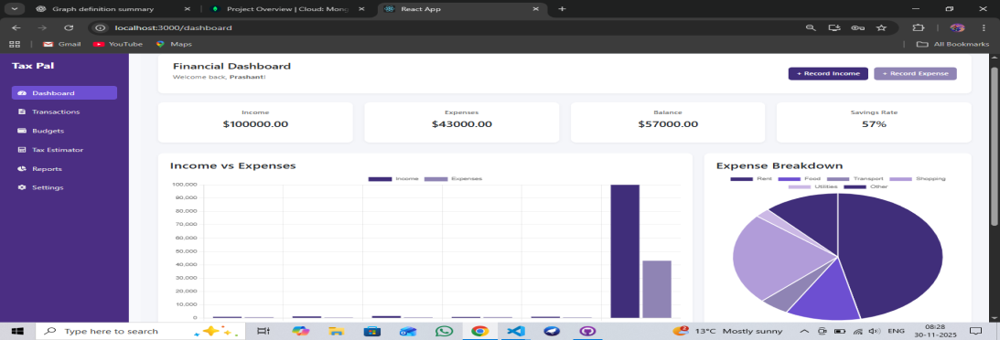 Graph definition summary
Project Overview | Cloud: Mong
React App
localhost:3000/dashboard
Gmail
YouTube
Maps
All Bookmarks
Tax Pal
Dashboard
Transactions
Budgets
Tax Estimator
Reports
Settings
Financial Dashboard
Welcome back, Prashant!
+ Record Income
+ Record Expense
Income
$100000.00
Expenses
$43000.00
Balance
$57000.00
Savings Rate
57%
Income vs Expenses
Income Expenses
100,000
90,000
80,000
70,000
60,000
50,000
40,000
30,000
20,000
10,000
0
Expense Breakdown
Rent Food Transport Shopping
Utilities Other
Type here to search
2
13°C Mostly sunny
ENG
08:28
30-11-2025